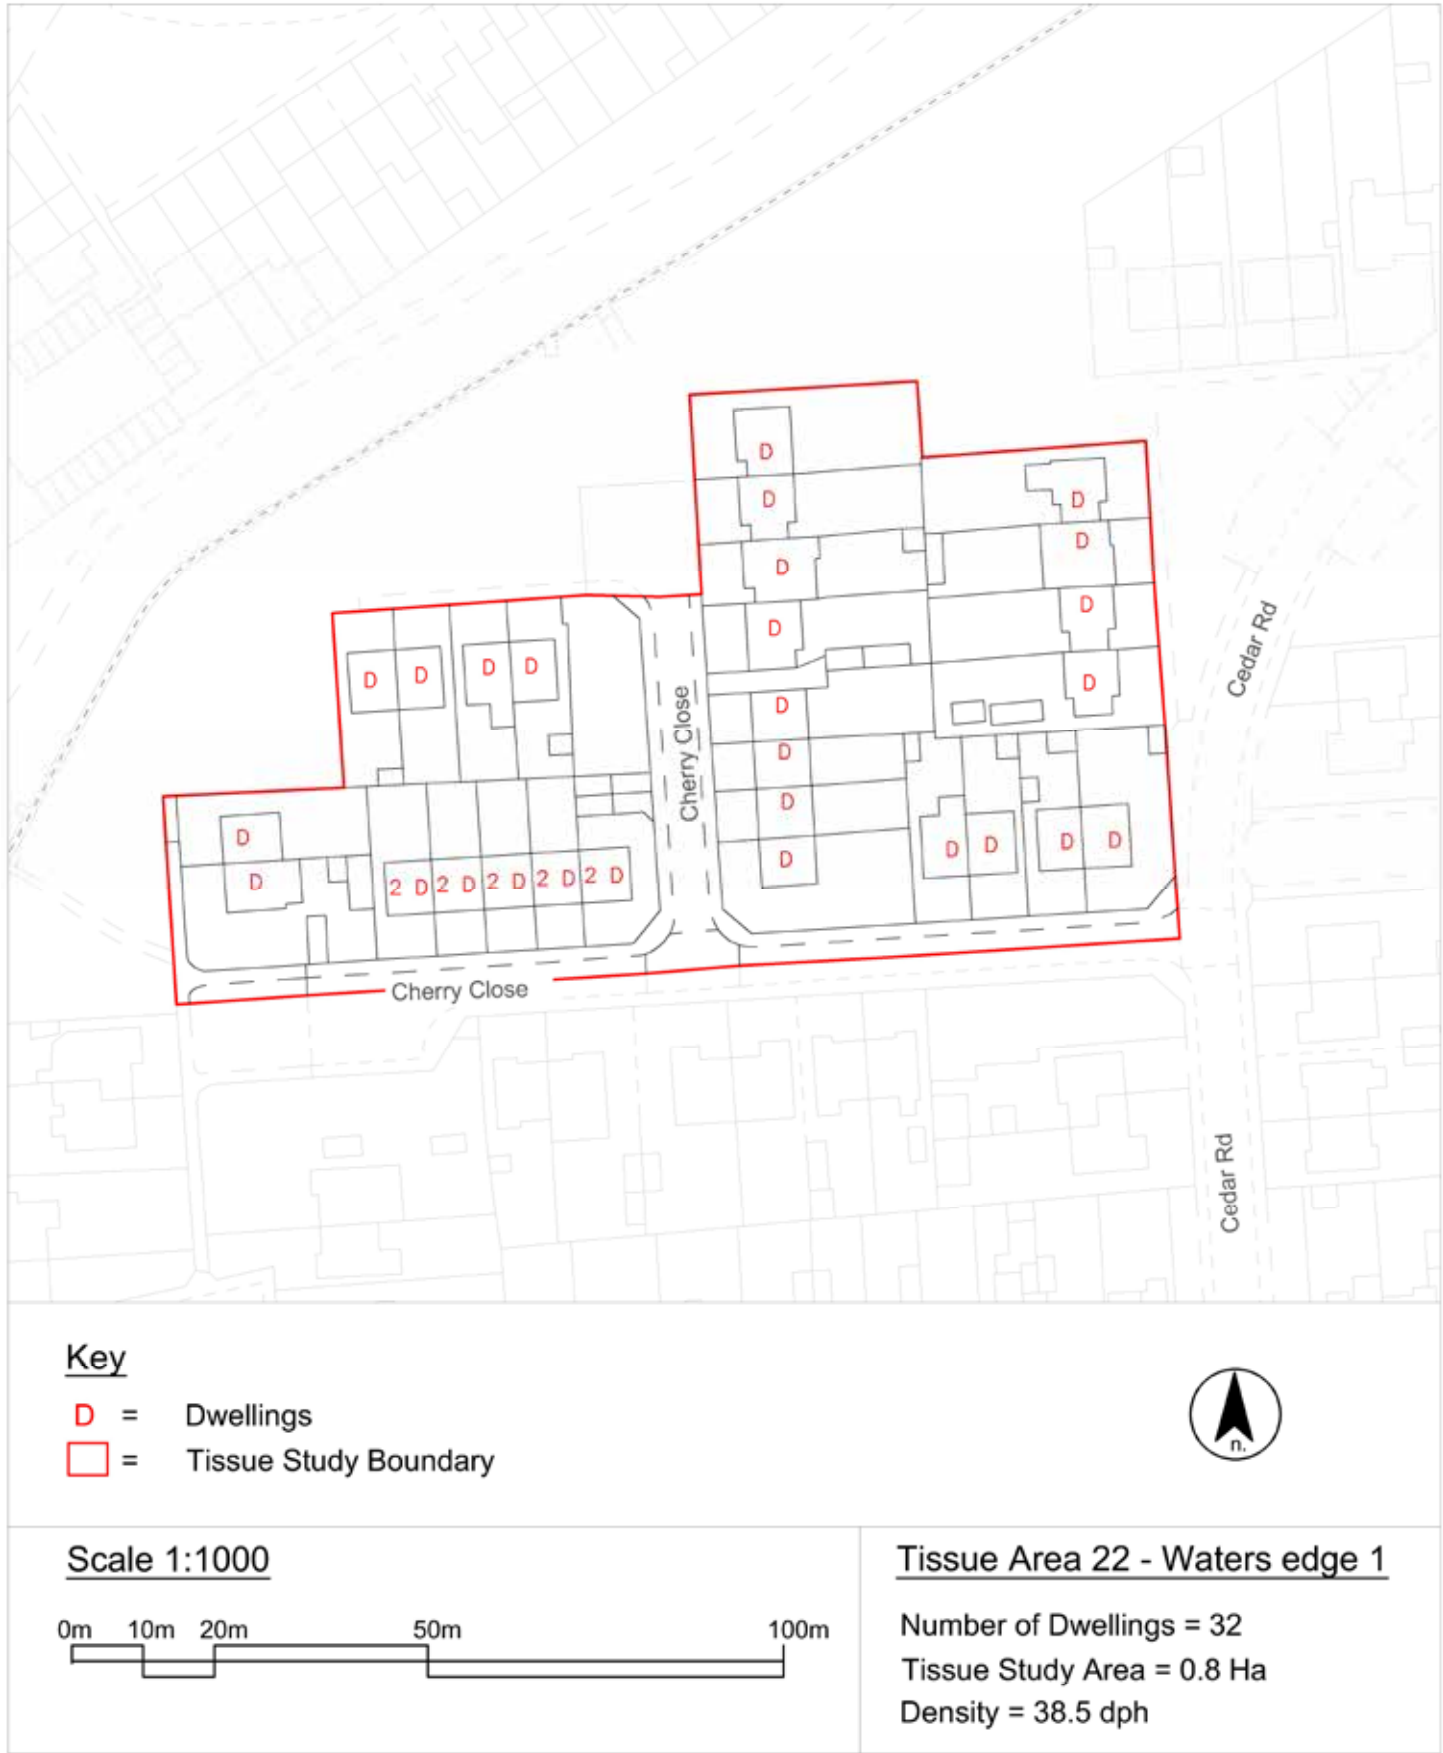 D
D
D
D
D
D
Cedar Rd
D
D
D
D
D
D
D
D
Cherry Close
D
D
D
D
D
D
D
D
D
D
2 D 2 D 2 D 2 D 2 D
Cherry Close
Cedar Rd
Key
D = Dwellings
= Tissue Study Boundary
n.
Scale 1:1000
0m 10m 20m 50m 100m
Tissue Area 22 - Waters edge 1
Number of Dwellings = 32
Tissue Study Area = 0.8 Ha
Density = 38.5 dph